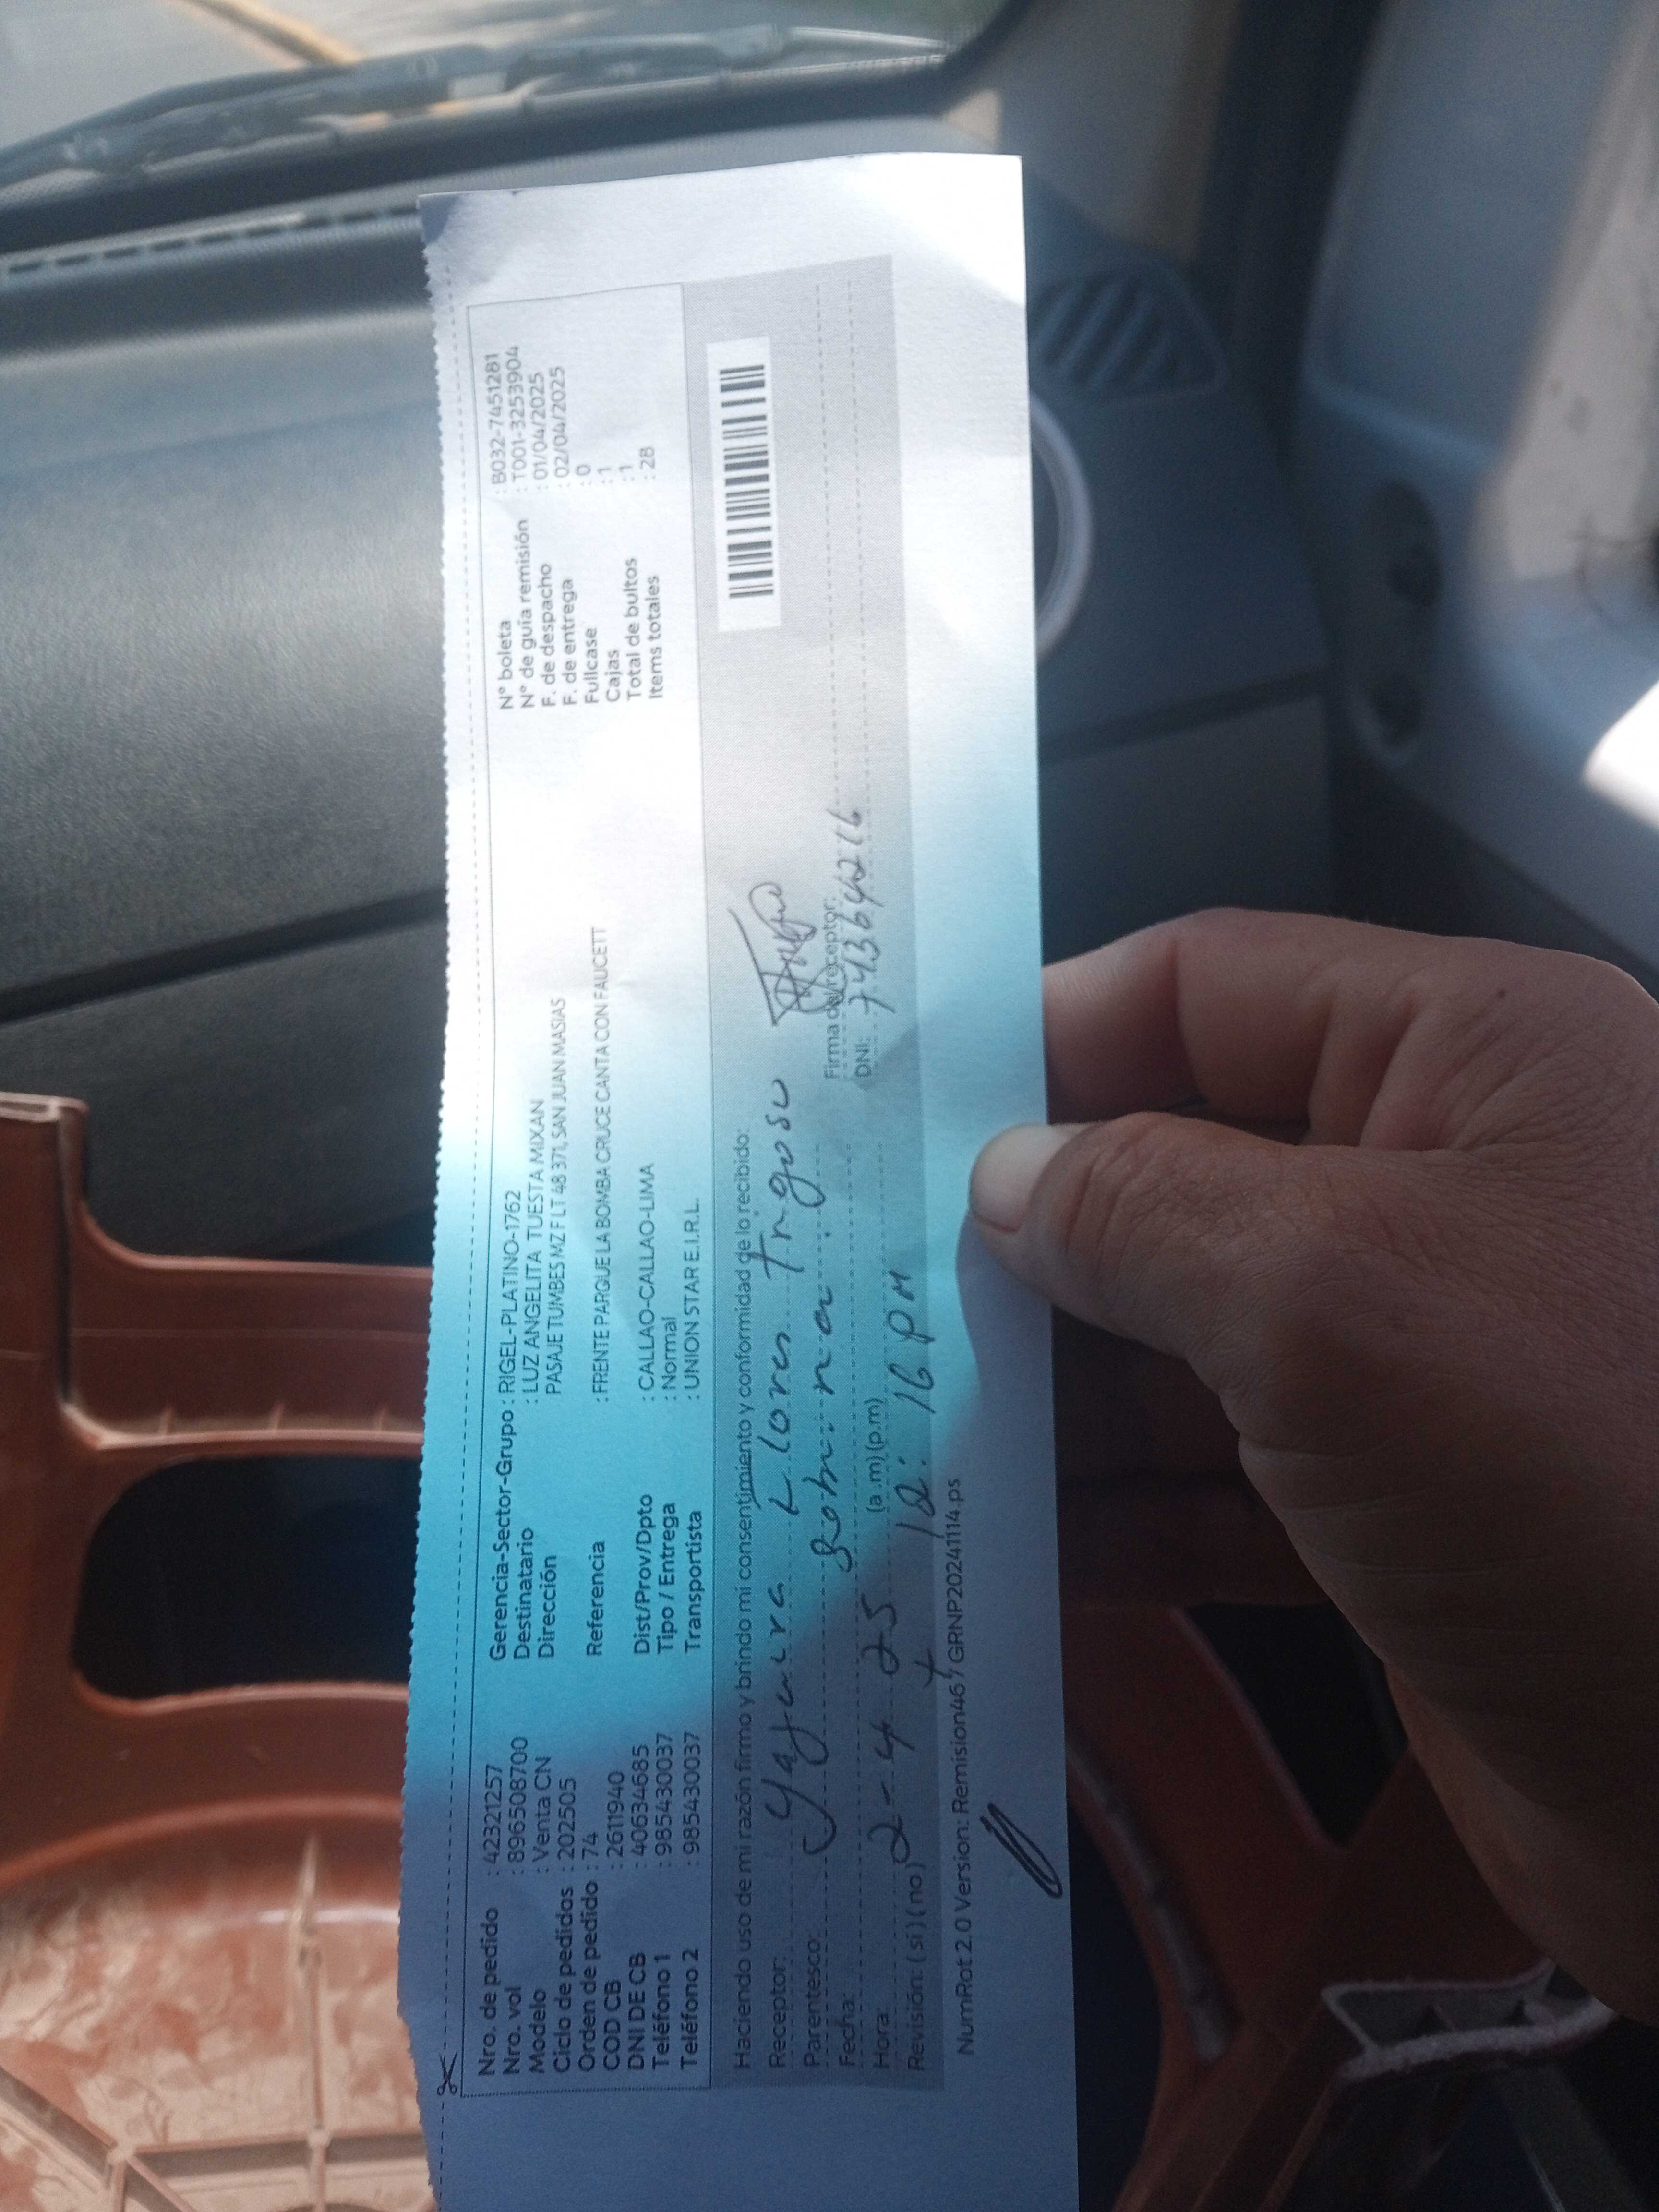 Nro. de pedido : 42321257
Nro. vol : 896508700
Modelo : Venta CN
Ciclo de pedidos : 202505
Orden de pedido : 74
COD CB : 2611940
DNI DE CB : 40634685
Teléfono 1 : 985430037
Teléfono 2 : 985430037
Gerencia-Sector-Grupo : RIGEL-PLATINO-1762
Destinatario : LUZ ANGELITA TUESTA MIXAN
Dirección PASAJE TUMBES MZ F LT 48 371, SAN JUAN MASIAS
Referencia : FRENTE PARQUE LA BOMBA CRUCE CANTA CON FAUCETT
Dist/Prov/Dpto : CALLAO-CALLAO-LIMA
Tipo / Entrega : Normal
Transportista : UNION STAR E.I.R.L.
N° boleta : B032-7451281
N° de guía remisión : T001-3253904
F. de despacho : 01/04/2025
F. de entrega : 02/04/2025
Fullcase : 0
Cajas : 1
Total de bultos : 1
Items totales : 28
Haciendo uso de mi razón firmo y brindo mi consentimiento y conformidad de lo recibido:
Receptor:
Parentesco: sobrina
Firma del receptor:
Fecha: 2-4-25
DNI:
Hora: 12:16 PM (a.m) (p.m)
Revisión: (si) (no)
NumRot 2.0 Version: Remision46 / GRNP20241114.ps